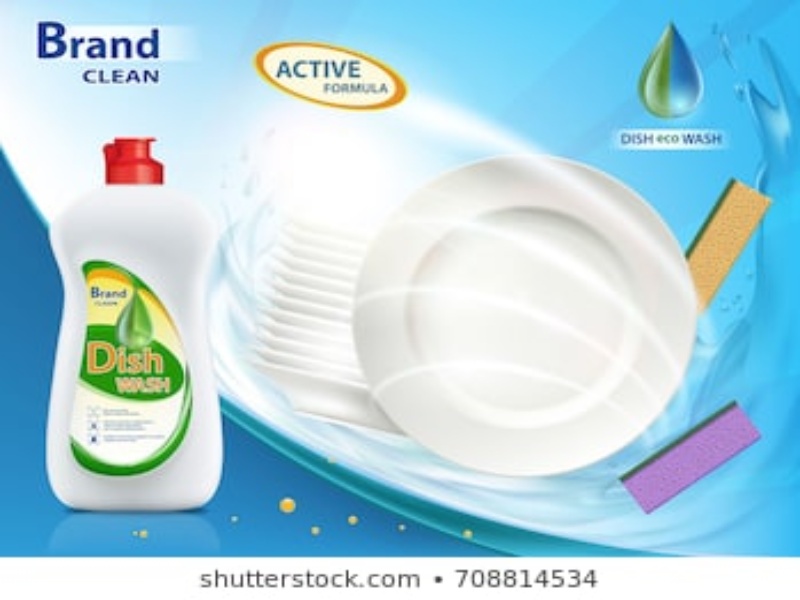 Brand
CLEAN
ACTIVE
FORMULA
DISH eco WASH
Brand
CLEAN
Dish
WASH
shutterstock.com • 708814534